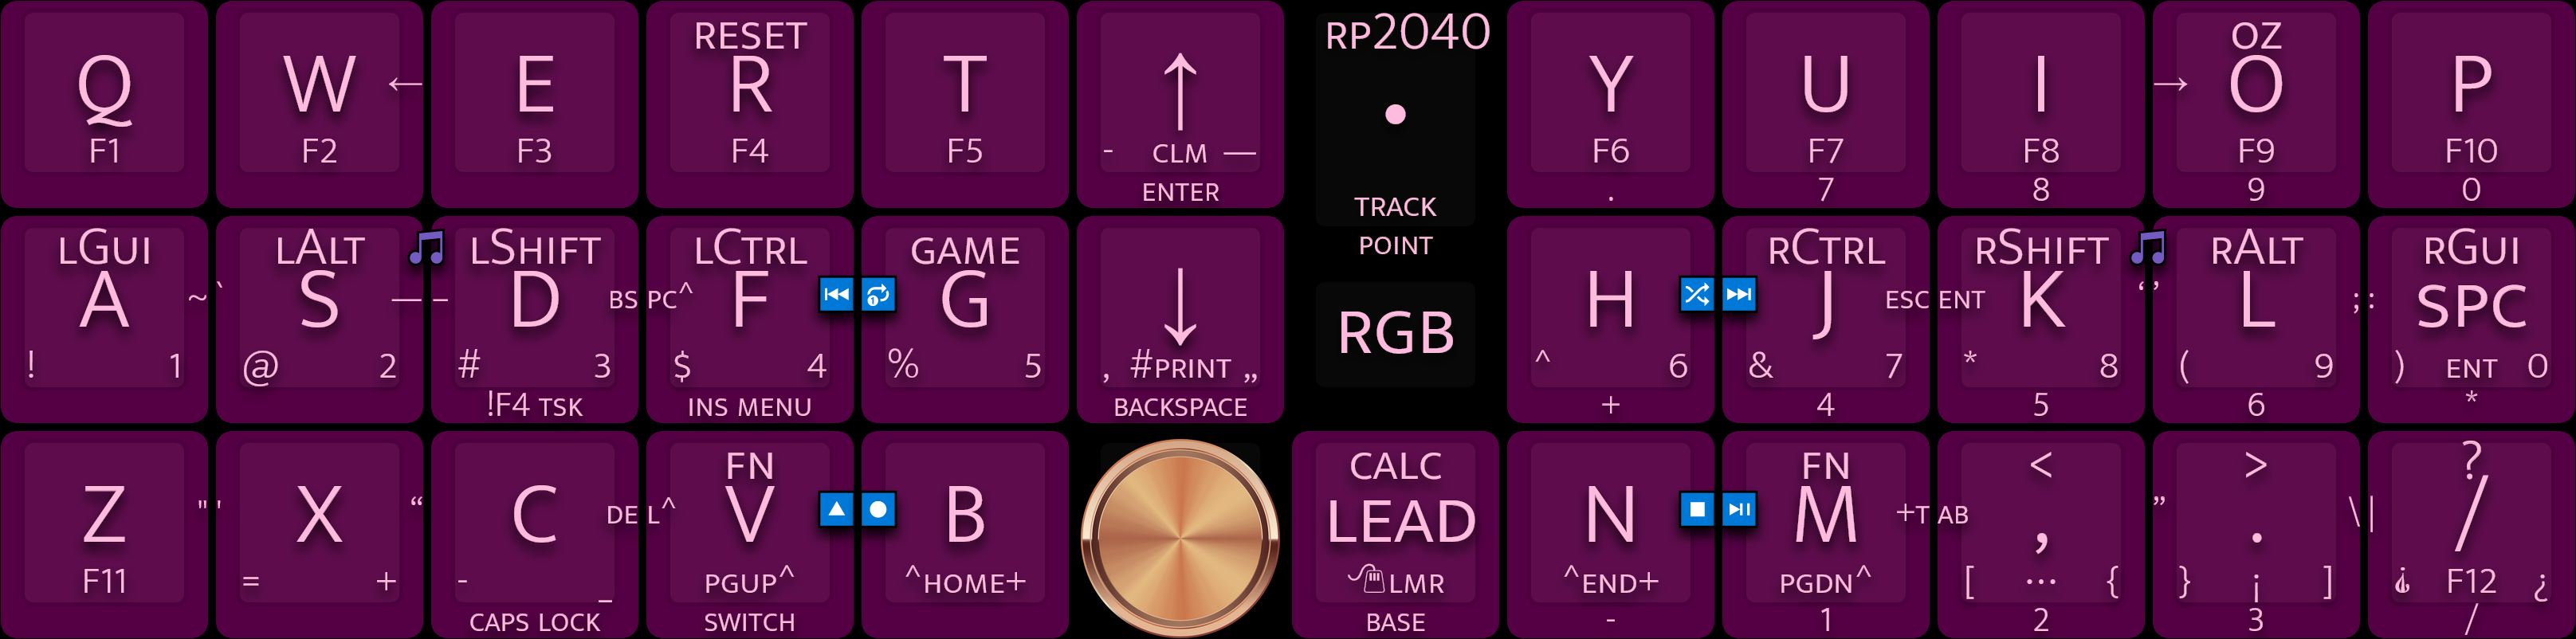 Q
F1
W
F2
←
E
F3
RESET
R
F4
T
F5
↑
- CLM —
ENTER
RP2040
•
TRACK
POINT
Y
F6
.
U
F7
7
I
F8
8
→
OZ
O
F9
9
P
F10
0
LGUI
A
! 1
~ `
LALT
S
@ 2
— –
LSHIFT
D
# 3
!F4 TSK
BSPC^
LCTRL
F
$ 4
INS MENU
GAME
G
% 5
↓
‚ #PRINT „
BACKSPACE
RGB
H
^ 6
+
RCTRL
J
& 7
4
ESC ENT
RSHIFT
K
* 8
5
‘ ’
RALT
L
( 9
6
; :
RGUI
SPC
) ENT 0
*
Z
F11
" '
X
= +
“
C
- _
CAPS LOCK
DEL^
FN
V
PGUP^
SWITCH
B
^HOME+
CALC
LEAD
LMR
BASE
N
^END+
-
FN
M
PGDN^
1
+TAB
<
,
[ … {
2
”
>
.
} ¡ ]
3
\ |
?
/
F12 ¿
/